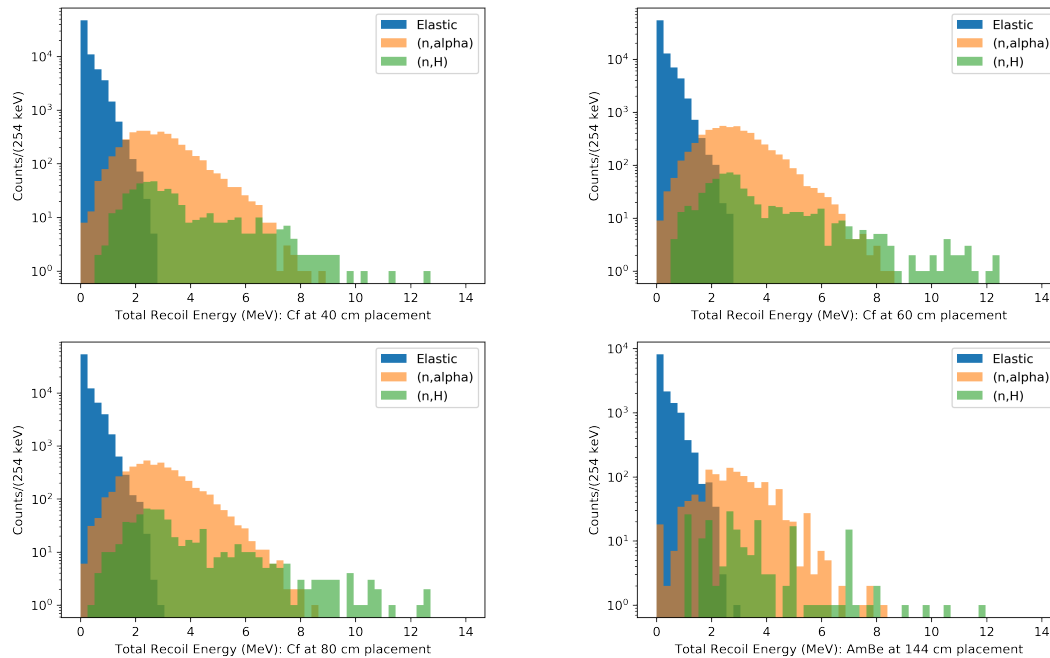 Elastic
(n,alpha)
(n,H)
Counts/(254 keV)
10^4
10^3
10^2
10^1
10^0
0 2 4 6 8 10 12 14
Total Recoil Energy (MeV): Cf at 40 cm placement
Elastic
(n,alpha)
(n,H)
Counts/(254 keV)
10^4
10^3
10^2
10^1
10^0
0 2 4 6 8 10 12 14
Total Recoil Energy (MeV): Cf at 60 cm placement
Elastic
(n,alpha)
(n,H)
Counts/(254 keV)
10^4
10^3
10^2
10^1
10^0
0 2 4 6 8 10 12 14
Total Recoil Energy (MeV): Cf at 80 cm placement
Elastic
(n,alpha)
(n,H)
Counts/(254 keV)
10^4
10^3
10^2
10^1
10^0
0 2 4 6 8 10 12 14
Total Recoil Energy (MeV): AmBe at 144 cm placement